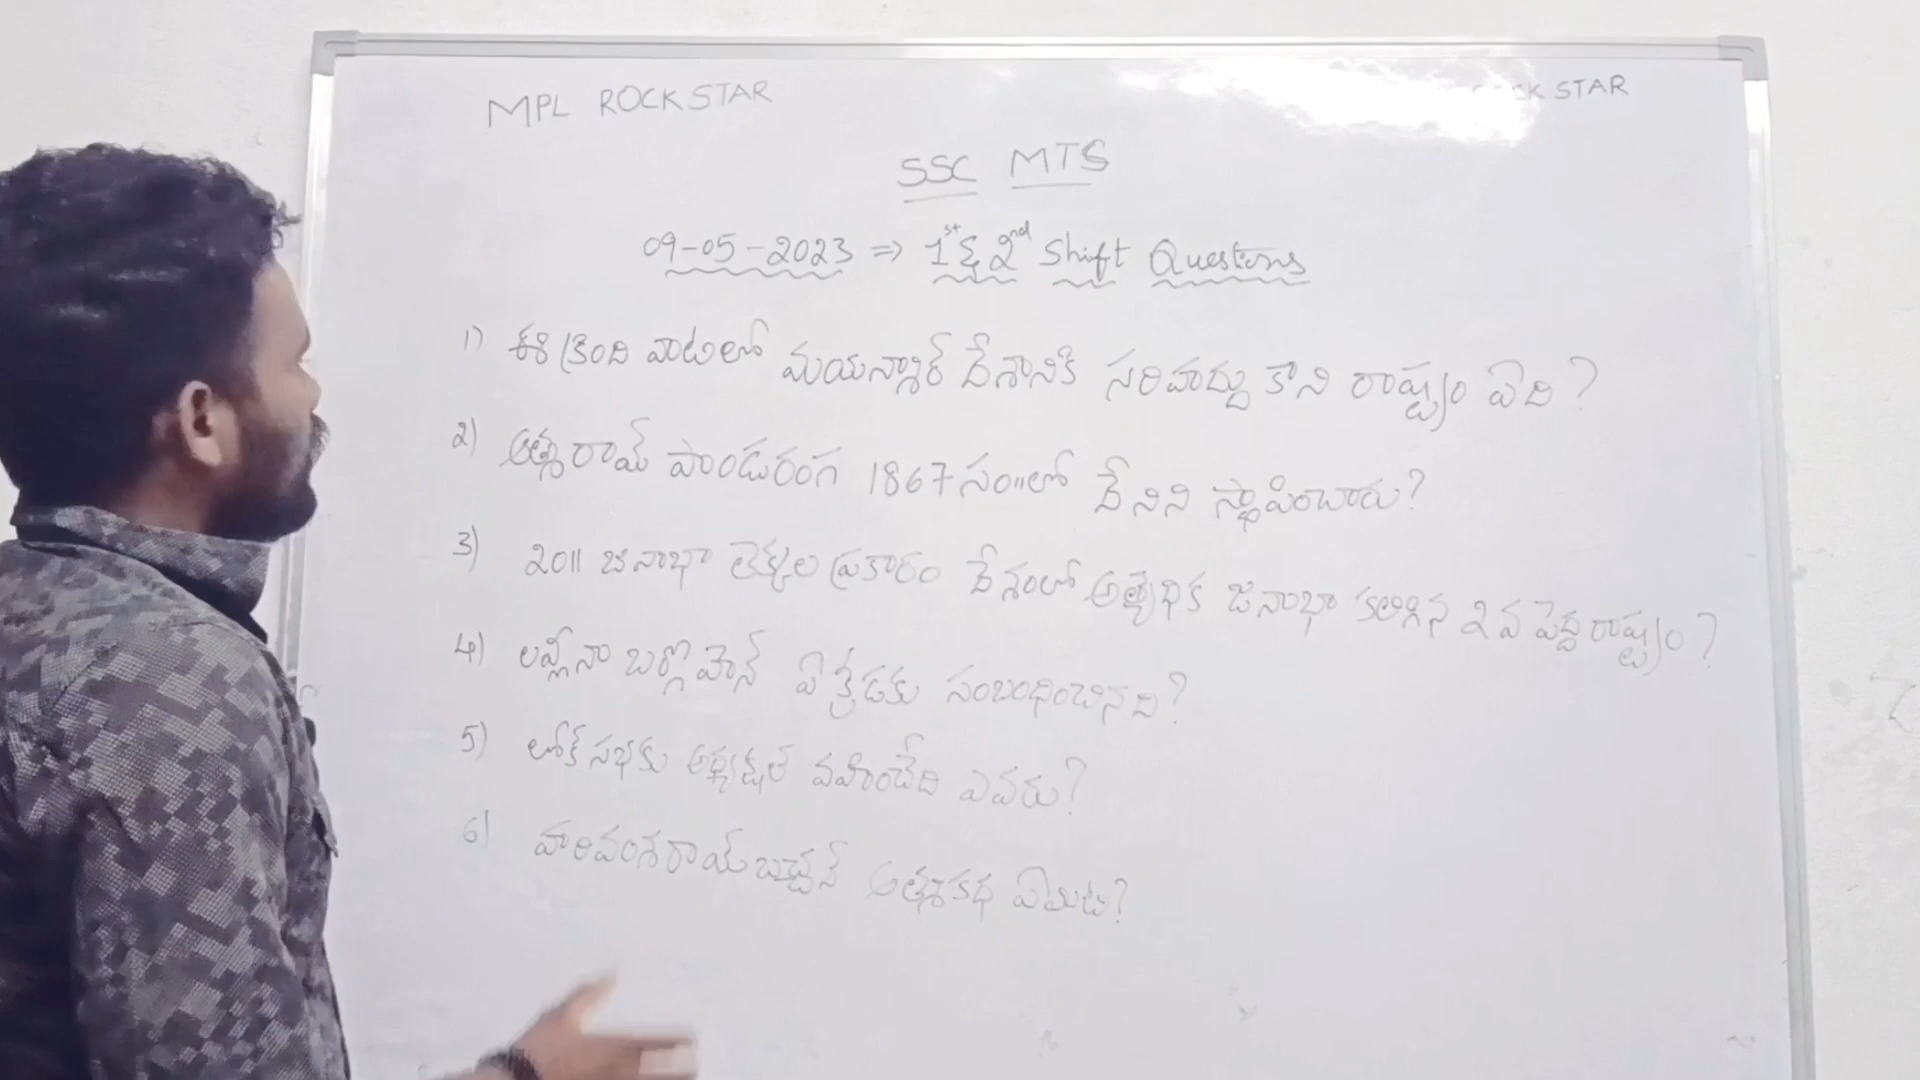 MPL ROCKSTAR
CK STAR
SSC MTS
09-05-2023 => 1st & 2nd Shift Questions
1) ఈ క్రింది వాటిలో మయన్మార్ దేశానికి సరిహద్దు కాని రాష్ట్రం ఏది ?
2) ఆత్మారామ్ పాండురంగ 1867 సం॥లో దేనిని స్థాపించారు?
3) 2011 జనాభా లెక్కల ప్రకారం దేశంలో అత్యధిక జనాభా కలిగిన 2వ పెద్ద రాష్ట్రం ?
4) లవ్లీనా బర్గోహెన్ ఏ క్రీడకు సంబంధించినది?
5) లోక్ సభకు అధ్యక్షత వహించేది ఎవరు?
6) హరివంశరాయ్ బచ్చన్ ఆత్మకథ ఏమిటి?